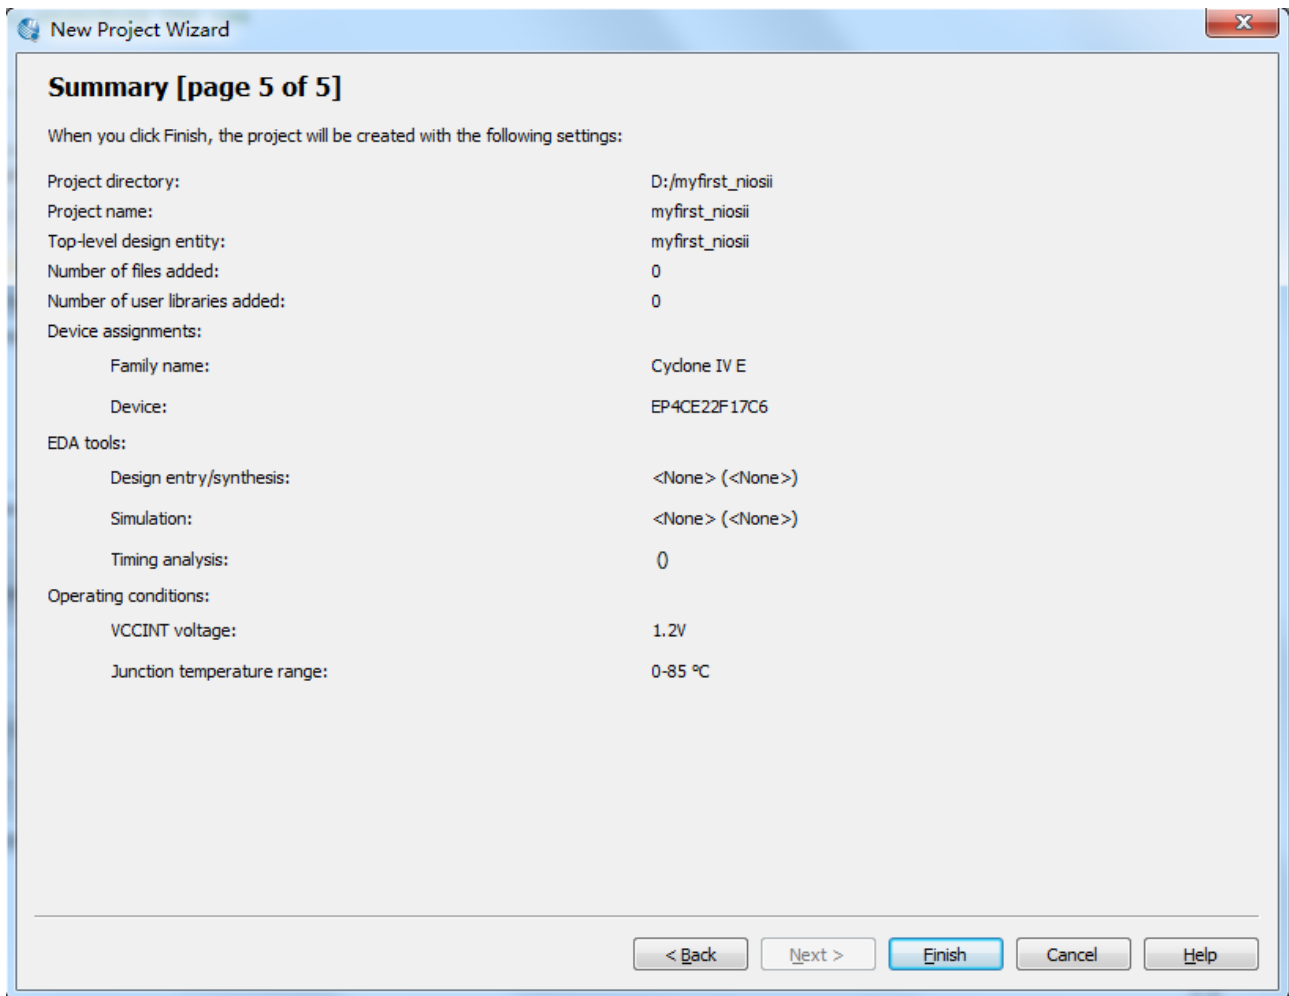 New Project Wizard
Summary [page 5 of 5]
When you click Finish, the project will be created with the following settings:
Project directory: D:/myfirst_niosii
Project name: myfirst_niosii
Top-level design entity: myfirst_niosii
Number of files added: 0
Number of user libraries added: 0
Device assignments:
Family name: Cyclone IV E
Device: EP4CE22F17C6
EDA tools:
Design entry/synthesis: <None> (<None>)
Simulation: <None> (<None>)
Timing analysis: ()
Operating conditions:
VCCINT voltage: 1.2V
Junction temperature range: 0-85 ºC
< Back Next > Finish Cancel Help